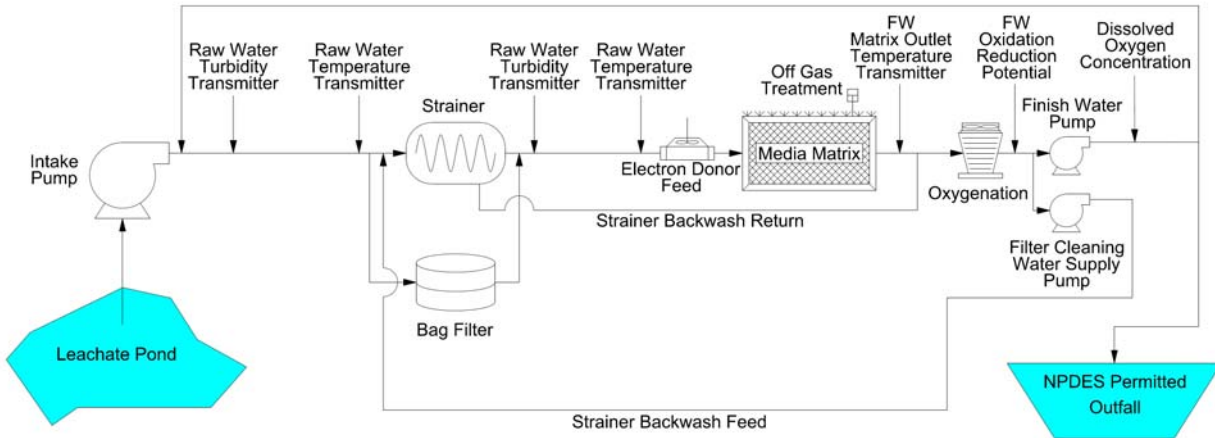 Raw Water
Turbidity
Transmitter
Raw Water
Temperature
Transmitter
Raw Water
Turbidity
Transmitter
Raw Water
Temperature
Transmitter
FW
Matrix Outlet
Temperature
Transmitter
FW
Oxidation
Reduction
Potential
Dissolved
Oxygen
Concentration
Off Gas
Treatment
Strainer
Finish Water
Pump
Intake
Pump
Media Matrix
Electron Donor
Feed
Oxygenation
Strainer Backwash Return
Filter Cleaning
Water Supply
Pump
Bag Filter
Leachate Pond
NPDES Permitted
Outfall
Strainer Backwash Feed